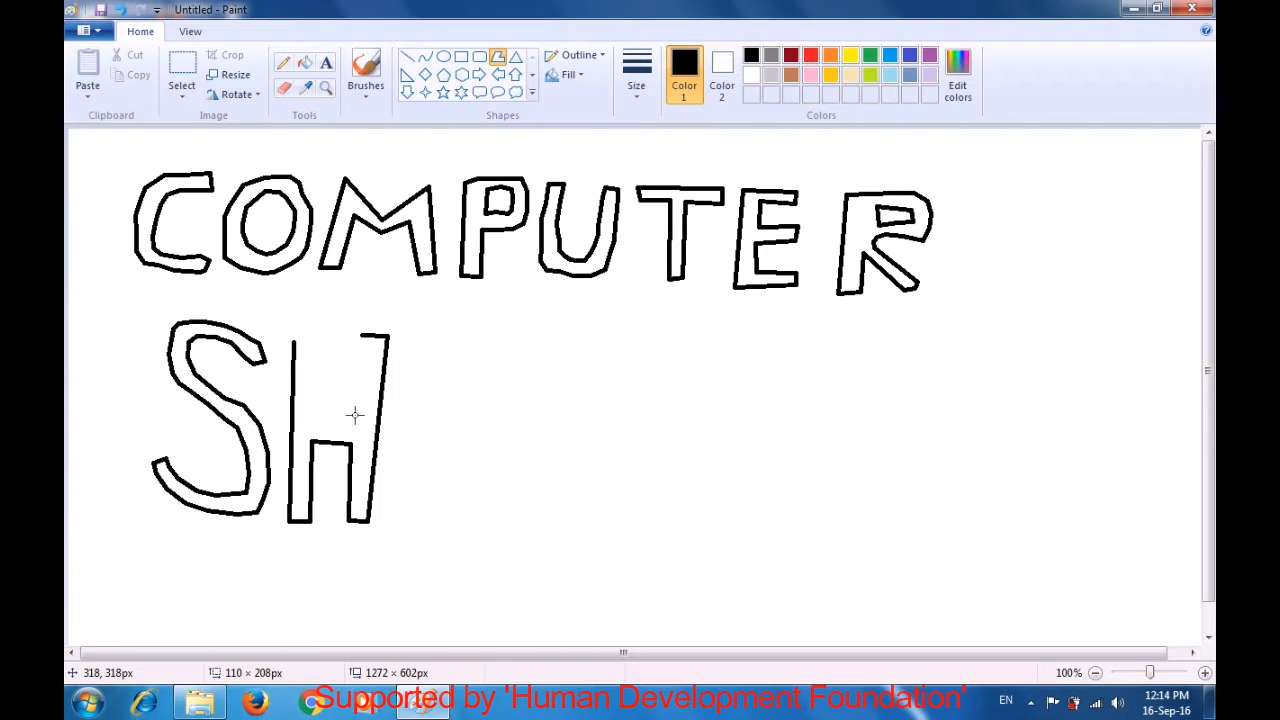 Untitled - Paint
Home View
Paste
Cut
Copy
Clipboard
Select
Crop
Resize
Rotate
Image
Tools
Brushes
Shapes
Outline
Fill
Size
Color 1
Color 2
Edit colors
Colors
COMPUTER
SH
318, 318px 110 × 208px 1272 × 602px 100%
Supported by 'Human Development Foundation'
EN 12:14 PM
16-Sep-16